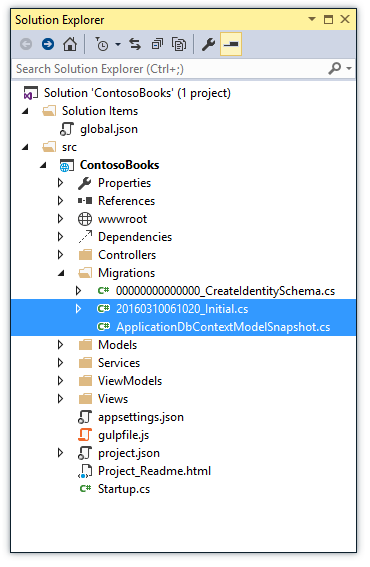 Solution Explorer
Search Solution Explorer (Ctrl+;)
Solution 'ContosoBooks' (1 project)
Solution Items
global.json
src
ContosoBooks
Properties
References
wwwroot
Dependencies
Controllers
Migrations
C# 00000000000000_CreateIdentitySchema.cs
C# 20160310061020_Initial.cs
C# ApplicationDbContextModelSnapshot.cs
Models
Services
ViewModels
Views
appsettings.json
gulpfile.js
project.json
Project_Readme.html
C# Startup.cs